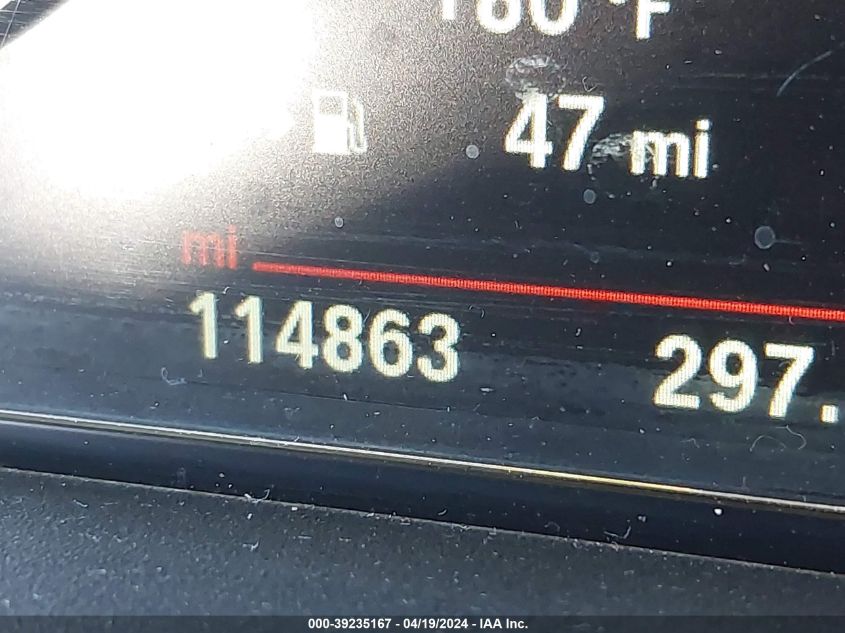 °F
47 mi
mi
114863 297.
000-39235167 - 04/19/2024 - IAA Inc.